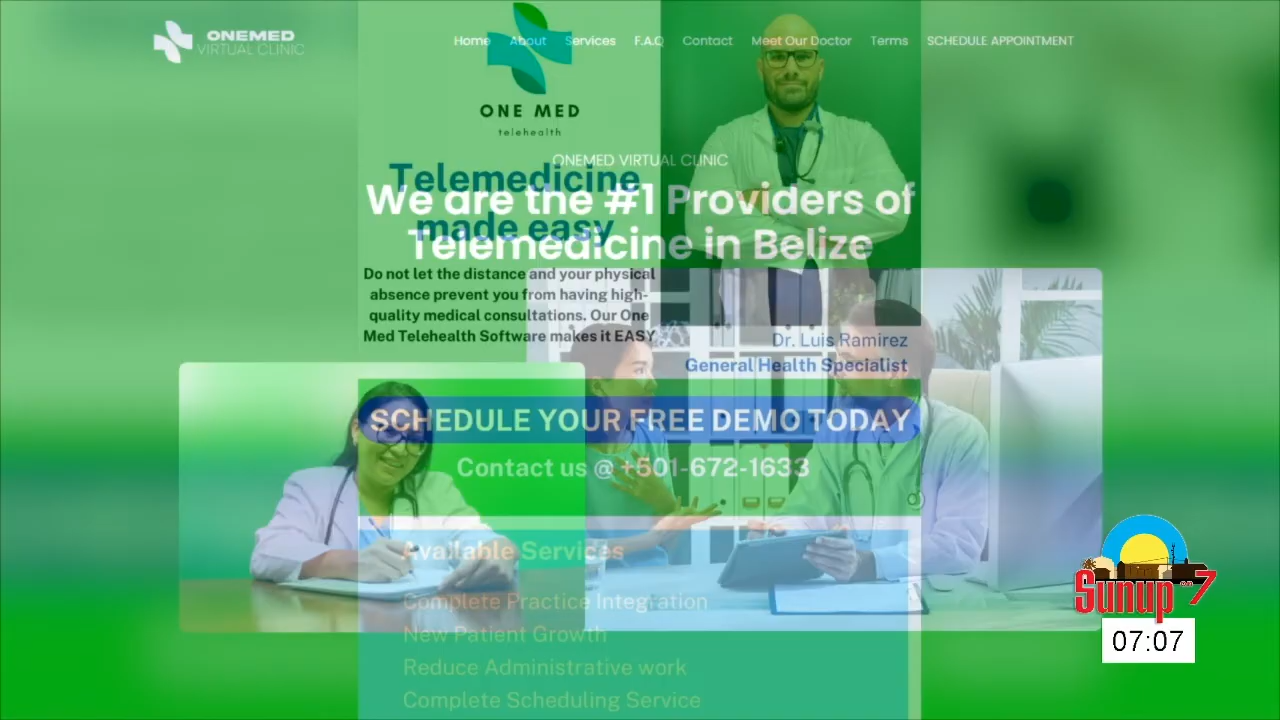 ONEMED
VIRTUAL CLINIC
Home About Services F.A.Q Contact Meet Our Doctor Terms SCHEDULE APPOINTMENT
ONE MED
telehealth
ONEMED VIRTUAL CLINIC
Telemedicine
made easy
We are the #1 Providers of
Telemedicine in Belize
Do not let the distance and your physical
absence prevent you from having high-
quality medical consultations. Our One
Med Telehealth Software makes it EASY
Dr. Luis Ramirez
General Health Specialist
SCHEDULE YOUR FREE DEMO TODAY
Contact us @ +501-672-1633
Available Services
Complete Practice Integration
New Patient Growth
Reduce Administrative work
Complete Scheduling Service
Sunup on 7
07:07